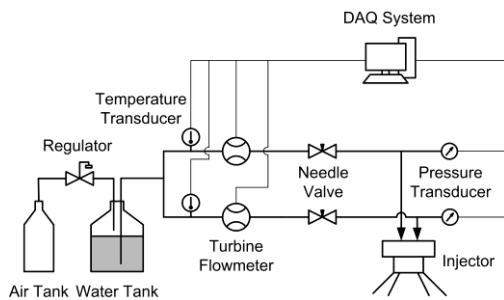 DAQ System
Temperature
Transducer
Regulator
Needle
Valve
Pressure
Transducer
Turbine
Flowmeter
Injector
Air Tank
Water Tank